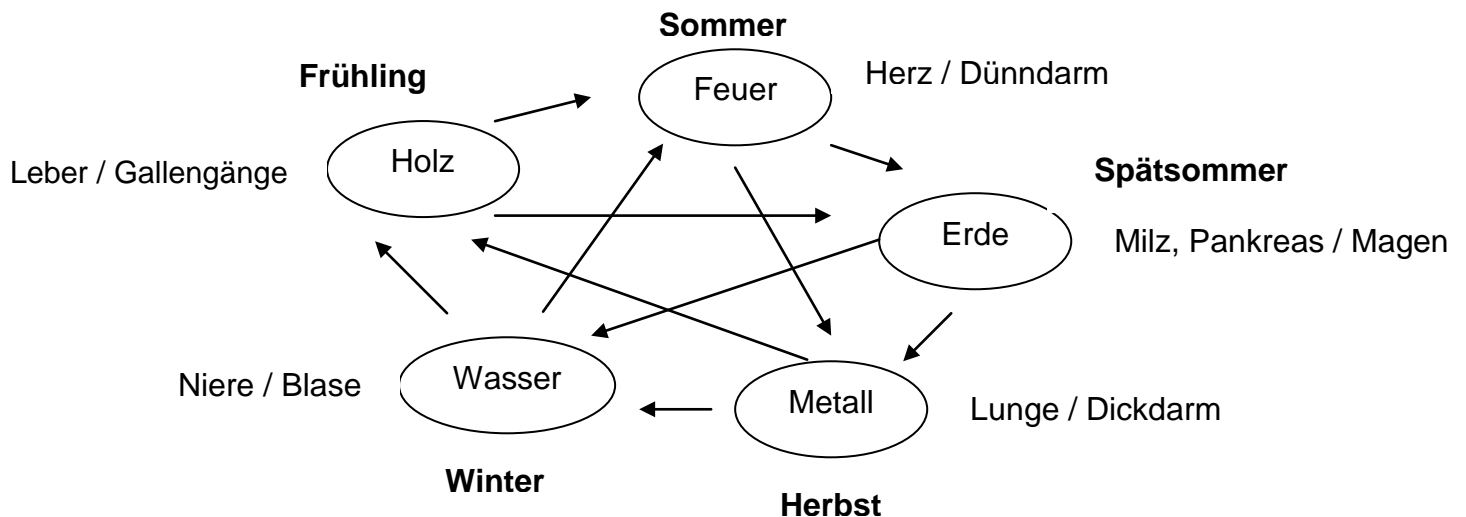 Sommer
Frühling
Feuer
Herz / Dünndarm
Holz
Leber / Gallengänge
Spätsommer
Erde
Milz, Pankreas / Magen
Wasser
Niere / Blase
Metall
Lunge / Dickdarm
Winter
Herbst